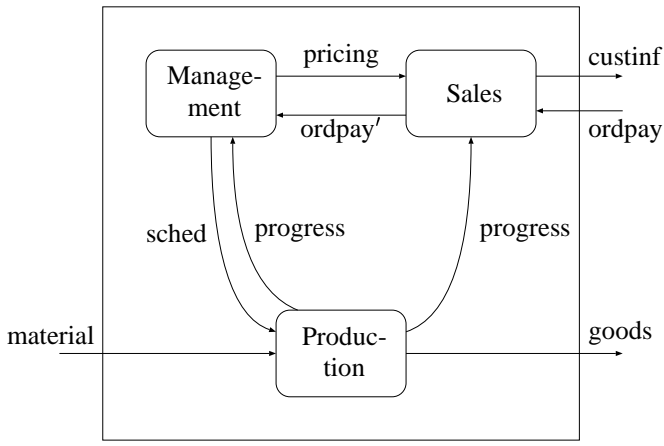 pricing
custinf
Manage-
ment
Sales
ordpay′
ordpay
sched
progress
progress
material
Produc-
tion
goods